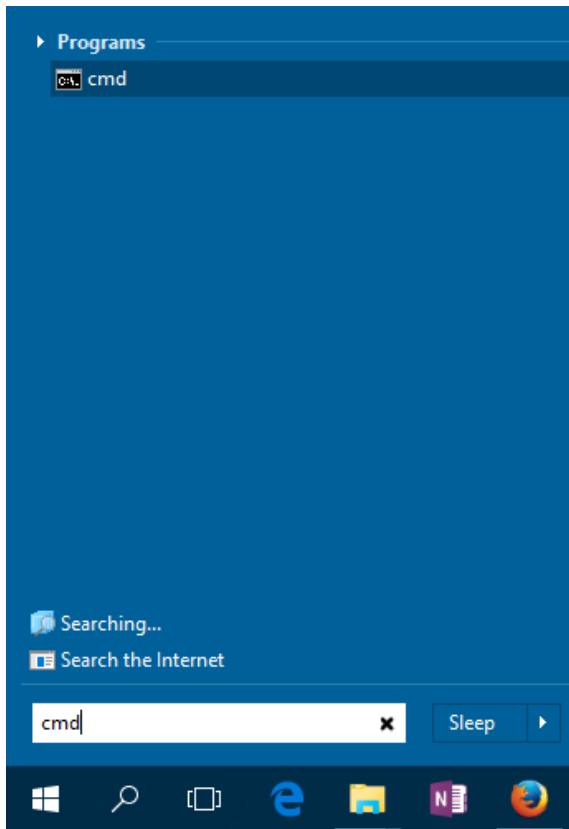 Programs
cmd
Searching...
Search the Internet
cmd
Sleep